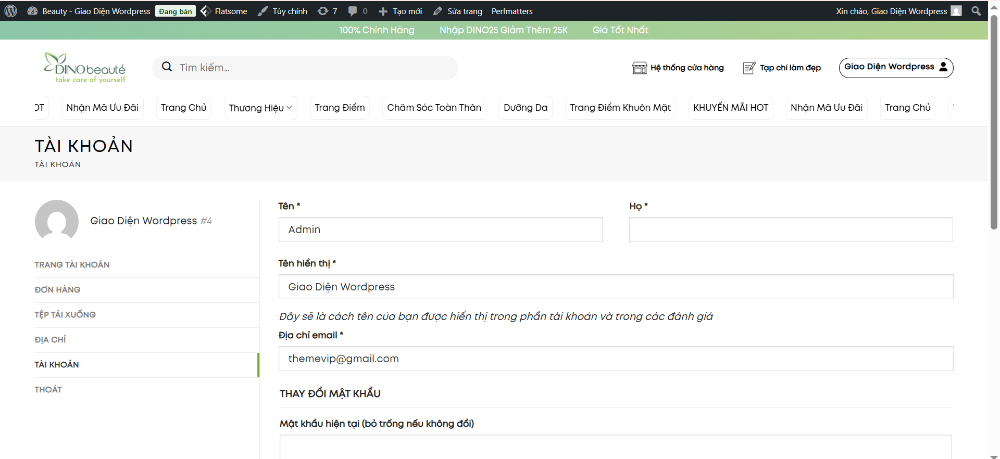 Beauty - Giao Diện Wordpress Đang bán Flatsome Tùy chỉnh 7 0 Tạo mới Sửa trang Perfmatters Xin chào, Giao Diện Wordpress
100% Chính Hãng Nhập DINO25 Giảm Thêm 25K Giá Tốt Nhất
DINO beauté
take care of yourself
Tìm kiếm...
Hệ thống cửa hàng
Tạp chí làm đẹp
Giao Diện Wordpress
OT Nhận Mã Ưu Đãi Trang Chủ Thương Hiệu Trang Điểm Chăm Sóc Toàn Thân Dưỡng Da Trang Điểm Khuôn Mặt KHUYẾN MÃI HOT Nhận Mã Ưu Đãi Trang Chủ
TÀI KHOẢN
TÀI KHOẢN
Giao Diện Wordpress #4
TRANG TÀI KHOẢN
ĐƠN HÀNG
TỆP TẢI XUỐNG
ĐỊA CHỈ
TÀI KHOẢN
THOÁT
Tên * Họ *
Admin
Tên hiển thị *
Giao Diện Wordpress
Đây sẽ là cách tên của bạn được hiển thị trong phần tài khoản và trong các đánh giá
Địa chỉ email *
themevip@gmail.com
THAY ĐỔI MẬT KHẨU
Mật khẩu hiện tại (bỏ trống nếu không đổi)